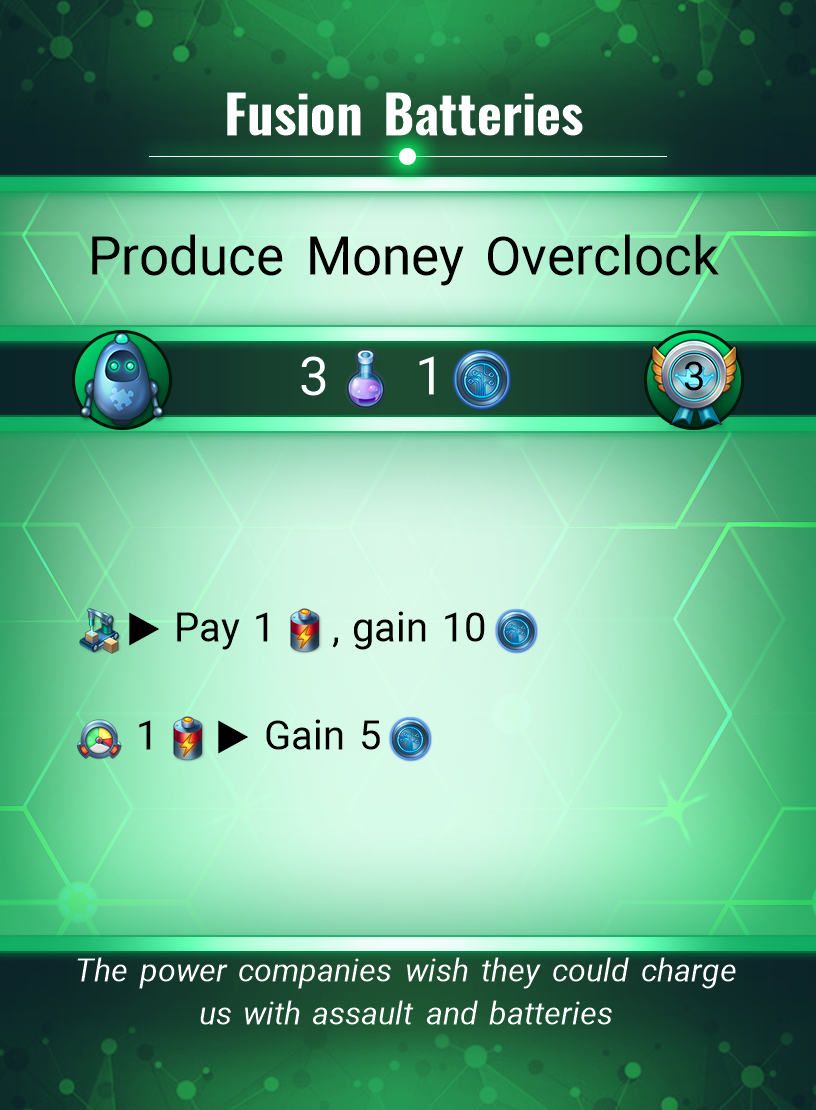 Fusion Batteries
Produce Money Overclock
3 1 3
Pay 1 , gain 10
1 Gain 5
The power companies wish they could charge
us with assault and batteries